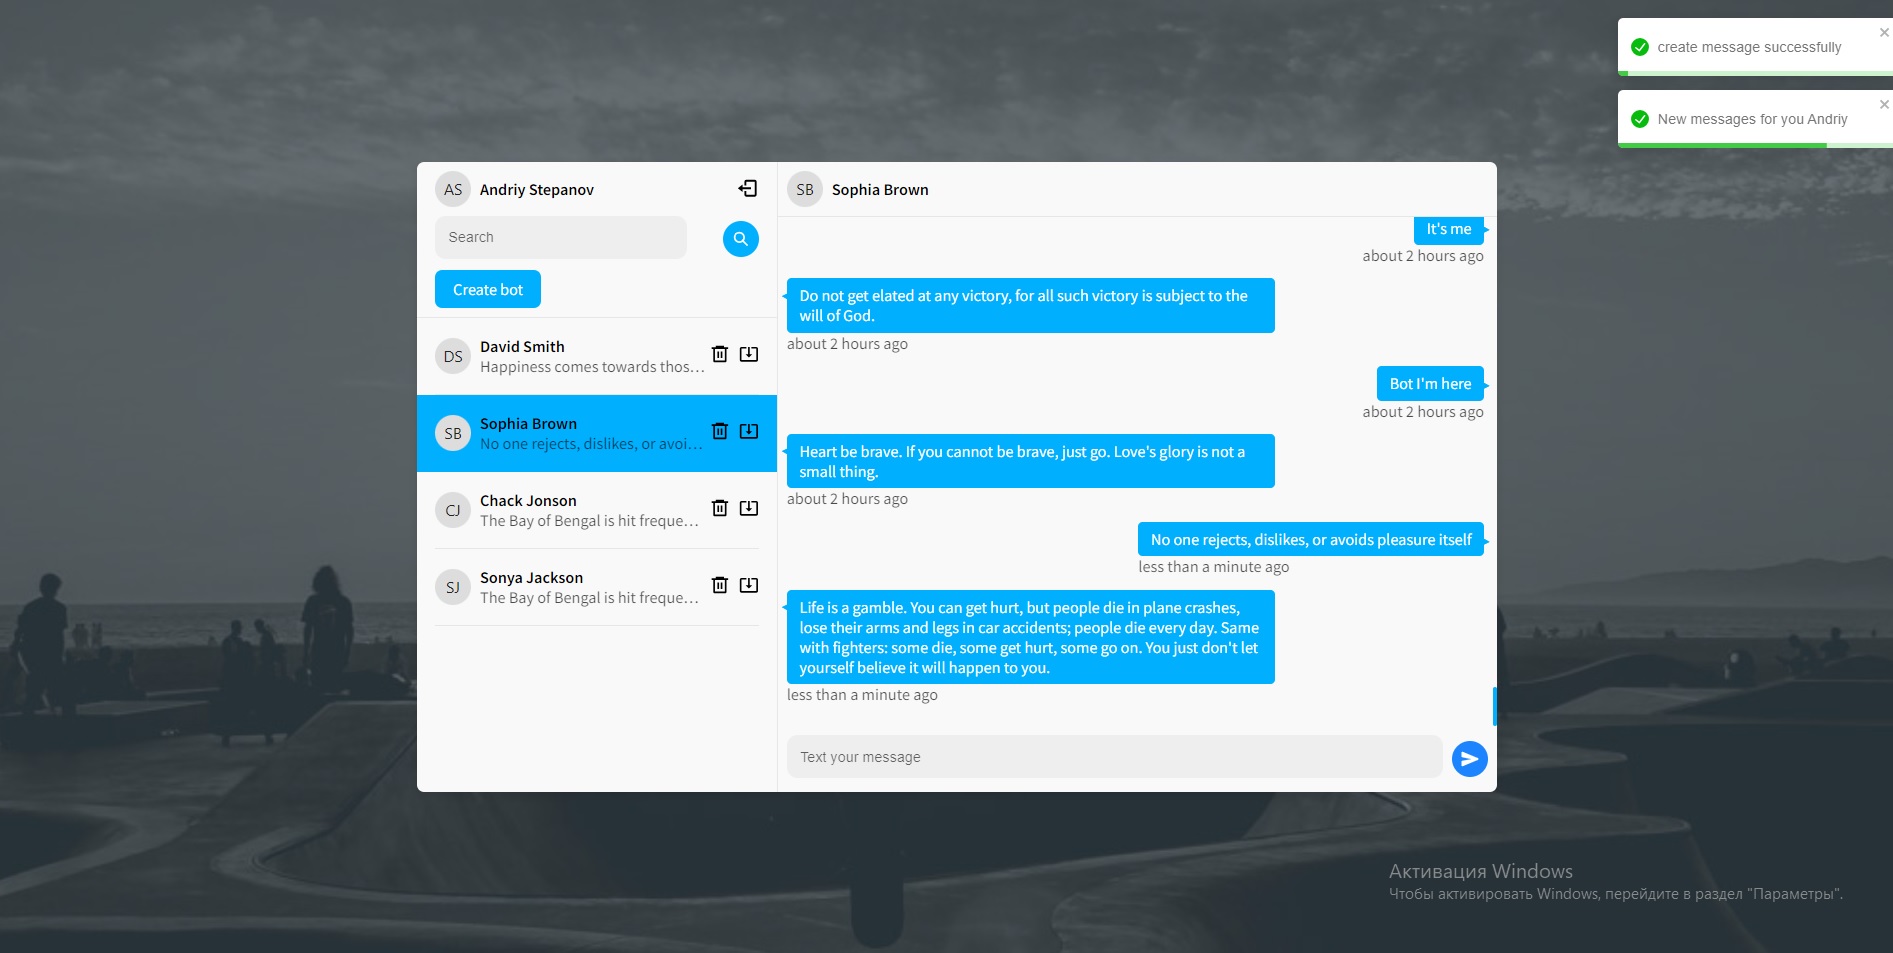 create message successfully
New messages for you Andriy
AS
Andriy Stepanov
Search
Create bot
DS
David Smith
Happiness comes towards thos…
SB
Sophia Brown
No one rejects, dislikes, or avoi…
CJ
Chack Jonson
The Bay of Bengal is hit freque…
SJ
Sonya Jackson
The Bay of Bengal is hit freque…
SB
Sophia Brown
It's me
about 2 hours ago
Do not get elated at any victory, for all such victory is subject to the
will of God.
about 2 hours ago
Bot I'm here
about 2 hours ago
Heart be brave. If you cannot be brave, just go. Love's glory is not a
small thing.
about 2 hours ago
No one rejects, dislikes, or avoids pleasure itself
less than a minute ago
Life is a gamble. You can get hurt, but people die in plane crashes,
lose their arms and legs in car accidents; people die every day. Same
with fighters: some die, some get hurt, some go on. You just don't let
yourself believe it will happen to you.
less than a minute ago
Text your message
Активация Windows
Чтобы активировать Windows, перейдите в раздел "Параметры".